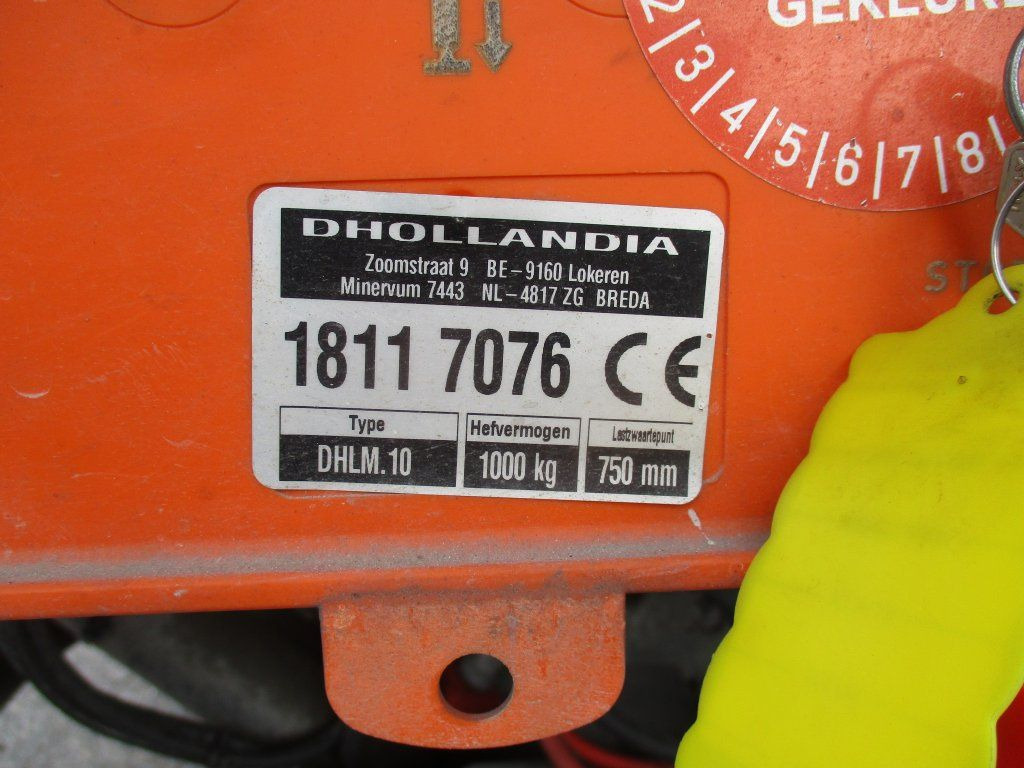 2 3 4 5 6 7 8
DHOLLANDIA
Zoomstraat 9 BE-9160 Lokeren
Minervum 7443 NL-4817 ZG BREDA
1811 7076 CE
Type Hefvermogen Lastzwaartepunt
DHLM.10 1000 kg 750 mm